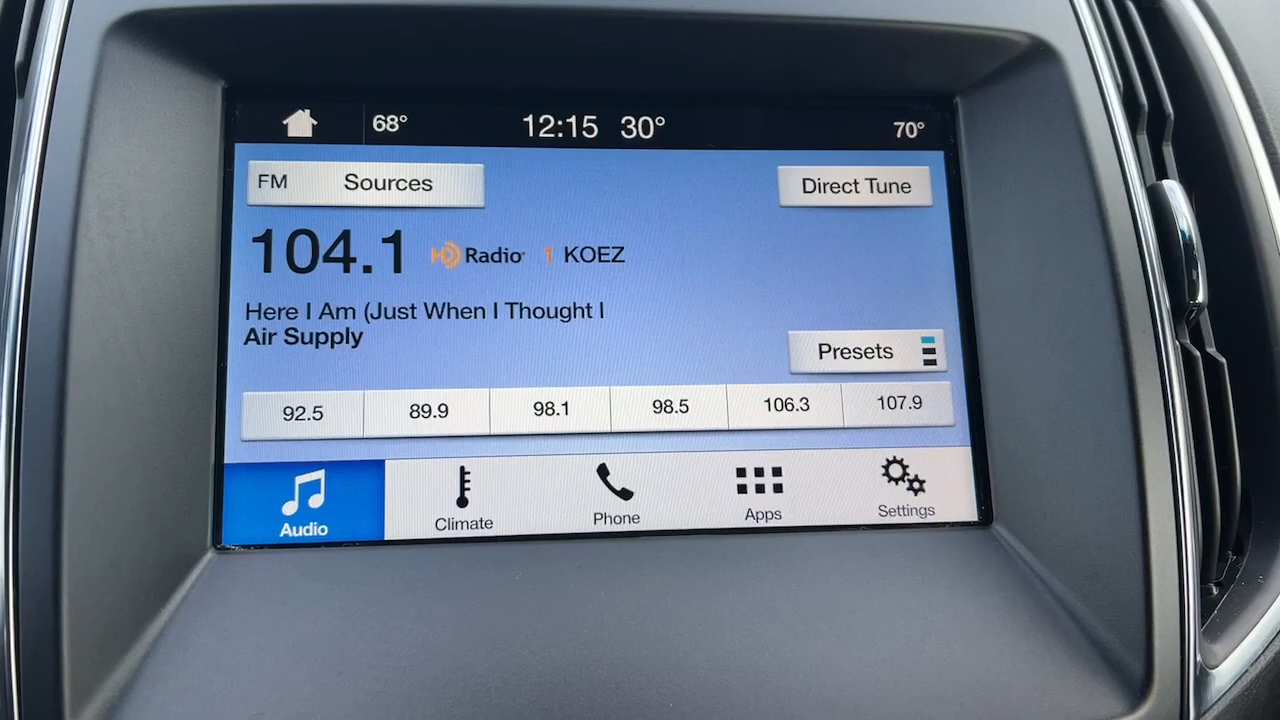 68° 12:15 30° 70°
FM Sources Direct Tune
104.1 HD Radio 1 KOEZ
Here I Am (Just When I Thought I
Air Supply
Presets
92.5 89.9 98.1 98.5 106.3 107.9
Audio Climate Phone Apps Settings